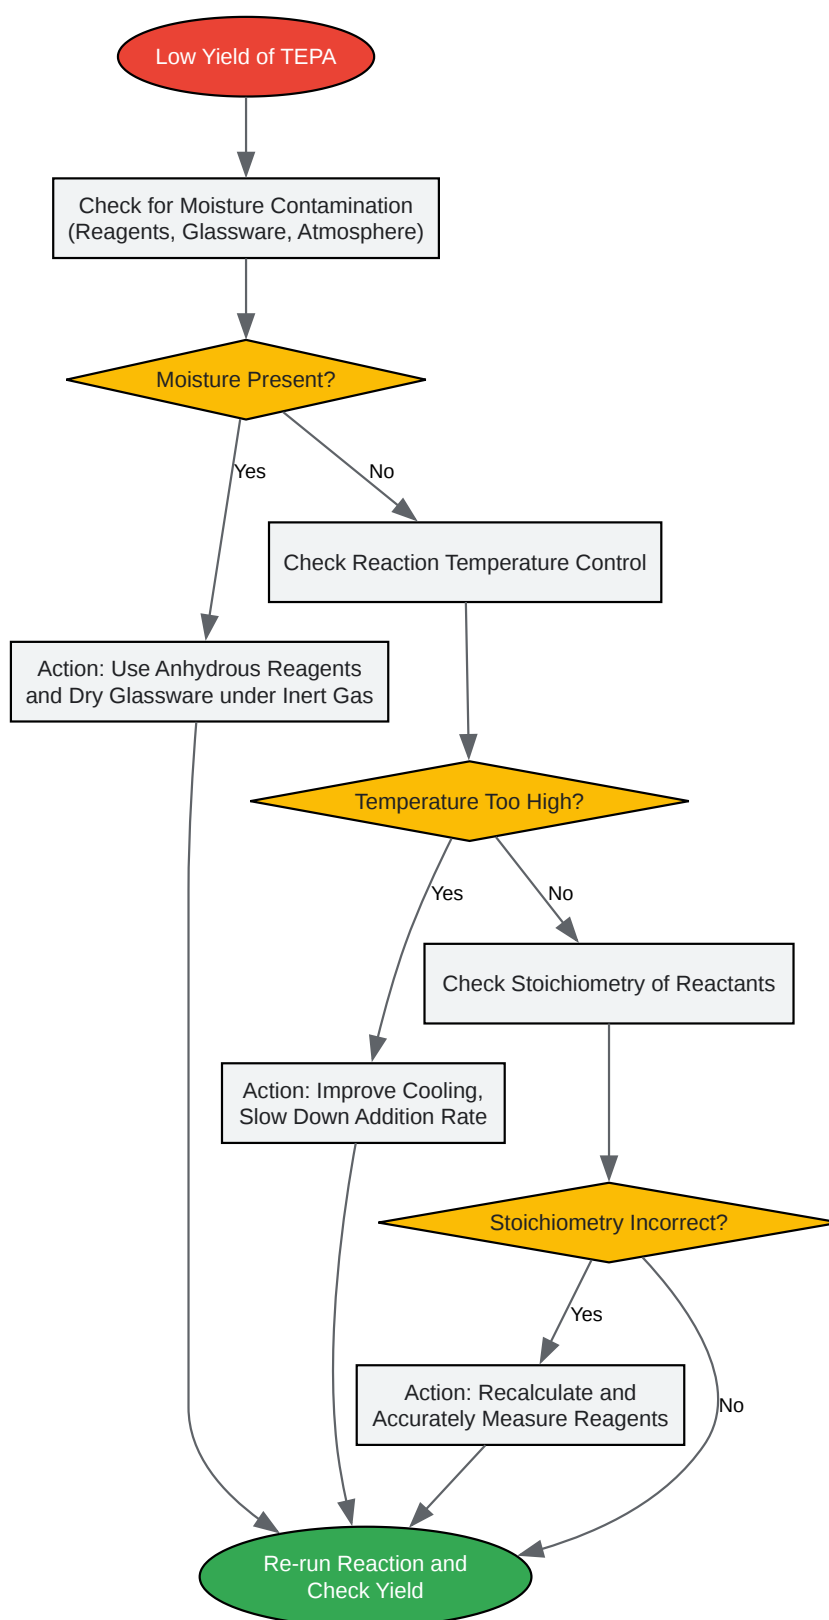 Low Yield of TEPA
Check for Moisture Contamination
(Reagents, Glassware, Atmosphere)
Moisture Present?
Yes
No
Check Reaction Temperature Control
Action: Use Anhydrous Reagents
and Dry Glassware under Inert Gas
Temperature Too High?
Yes
No
Check Stoichiometry of Reactants
Action: Improve Cooling,
Slow Down Addition Rate
Stoichiometry Incorrect?
Yes
Action: Recalculate and
Accurately Measure Reagents
No
Re-run Reaction and
Check Yield